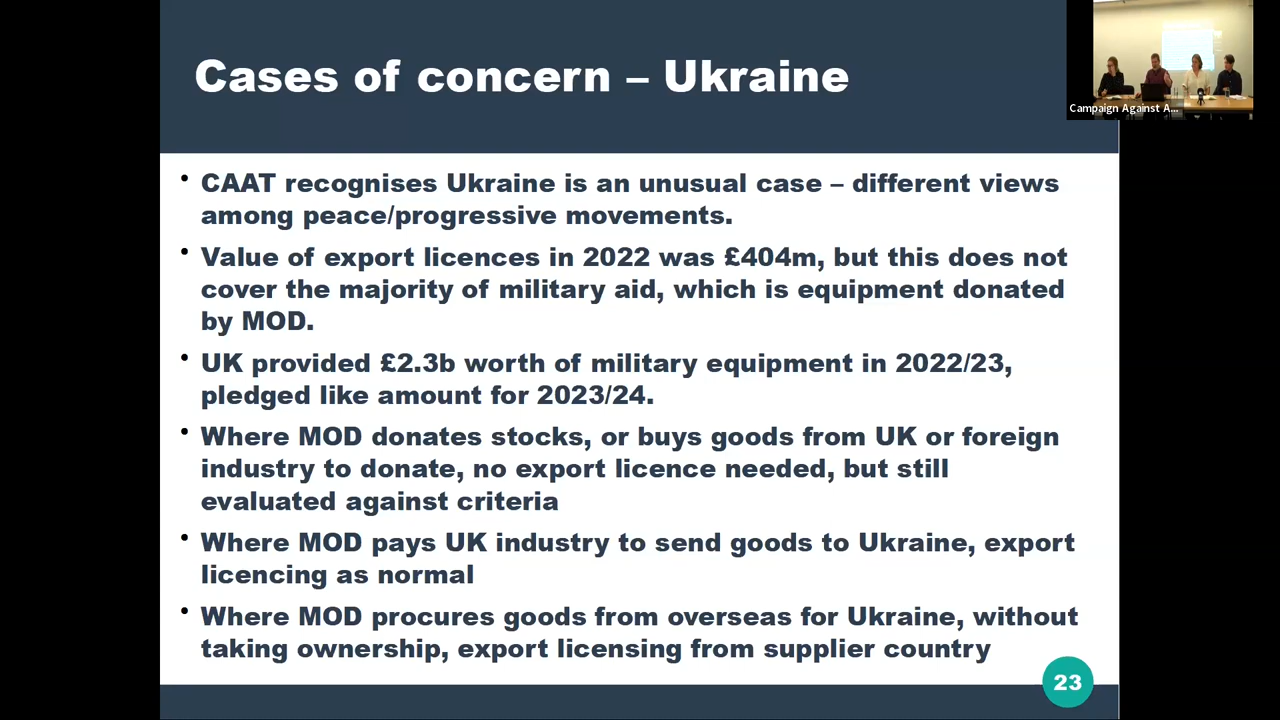 Cases of concern – Ukraine
Campaign Against A...
• CAAT recognises Ukraine is an unusual case – different views
among peace/progressive movements.
• Value of export licences in 2022 was £404m, but this does not
cover the majority of military aid, which is equipment donated
by MOD.
• UK provided £2.3b worth of military equipment in 2022/23,
pledged like amount for 2023/24.
• Where MOD donates stocks, or buys goods from UK or foreign
industry to donate, no export licence needed, but still
evaluated against criteria
• Where MOD pays UK industry to send goods to Ukraine, export
licencing as normal
• Where MOD procures goods from overseas for Ukraine, without
taking ownership, export licensing from supplier country
23